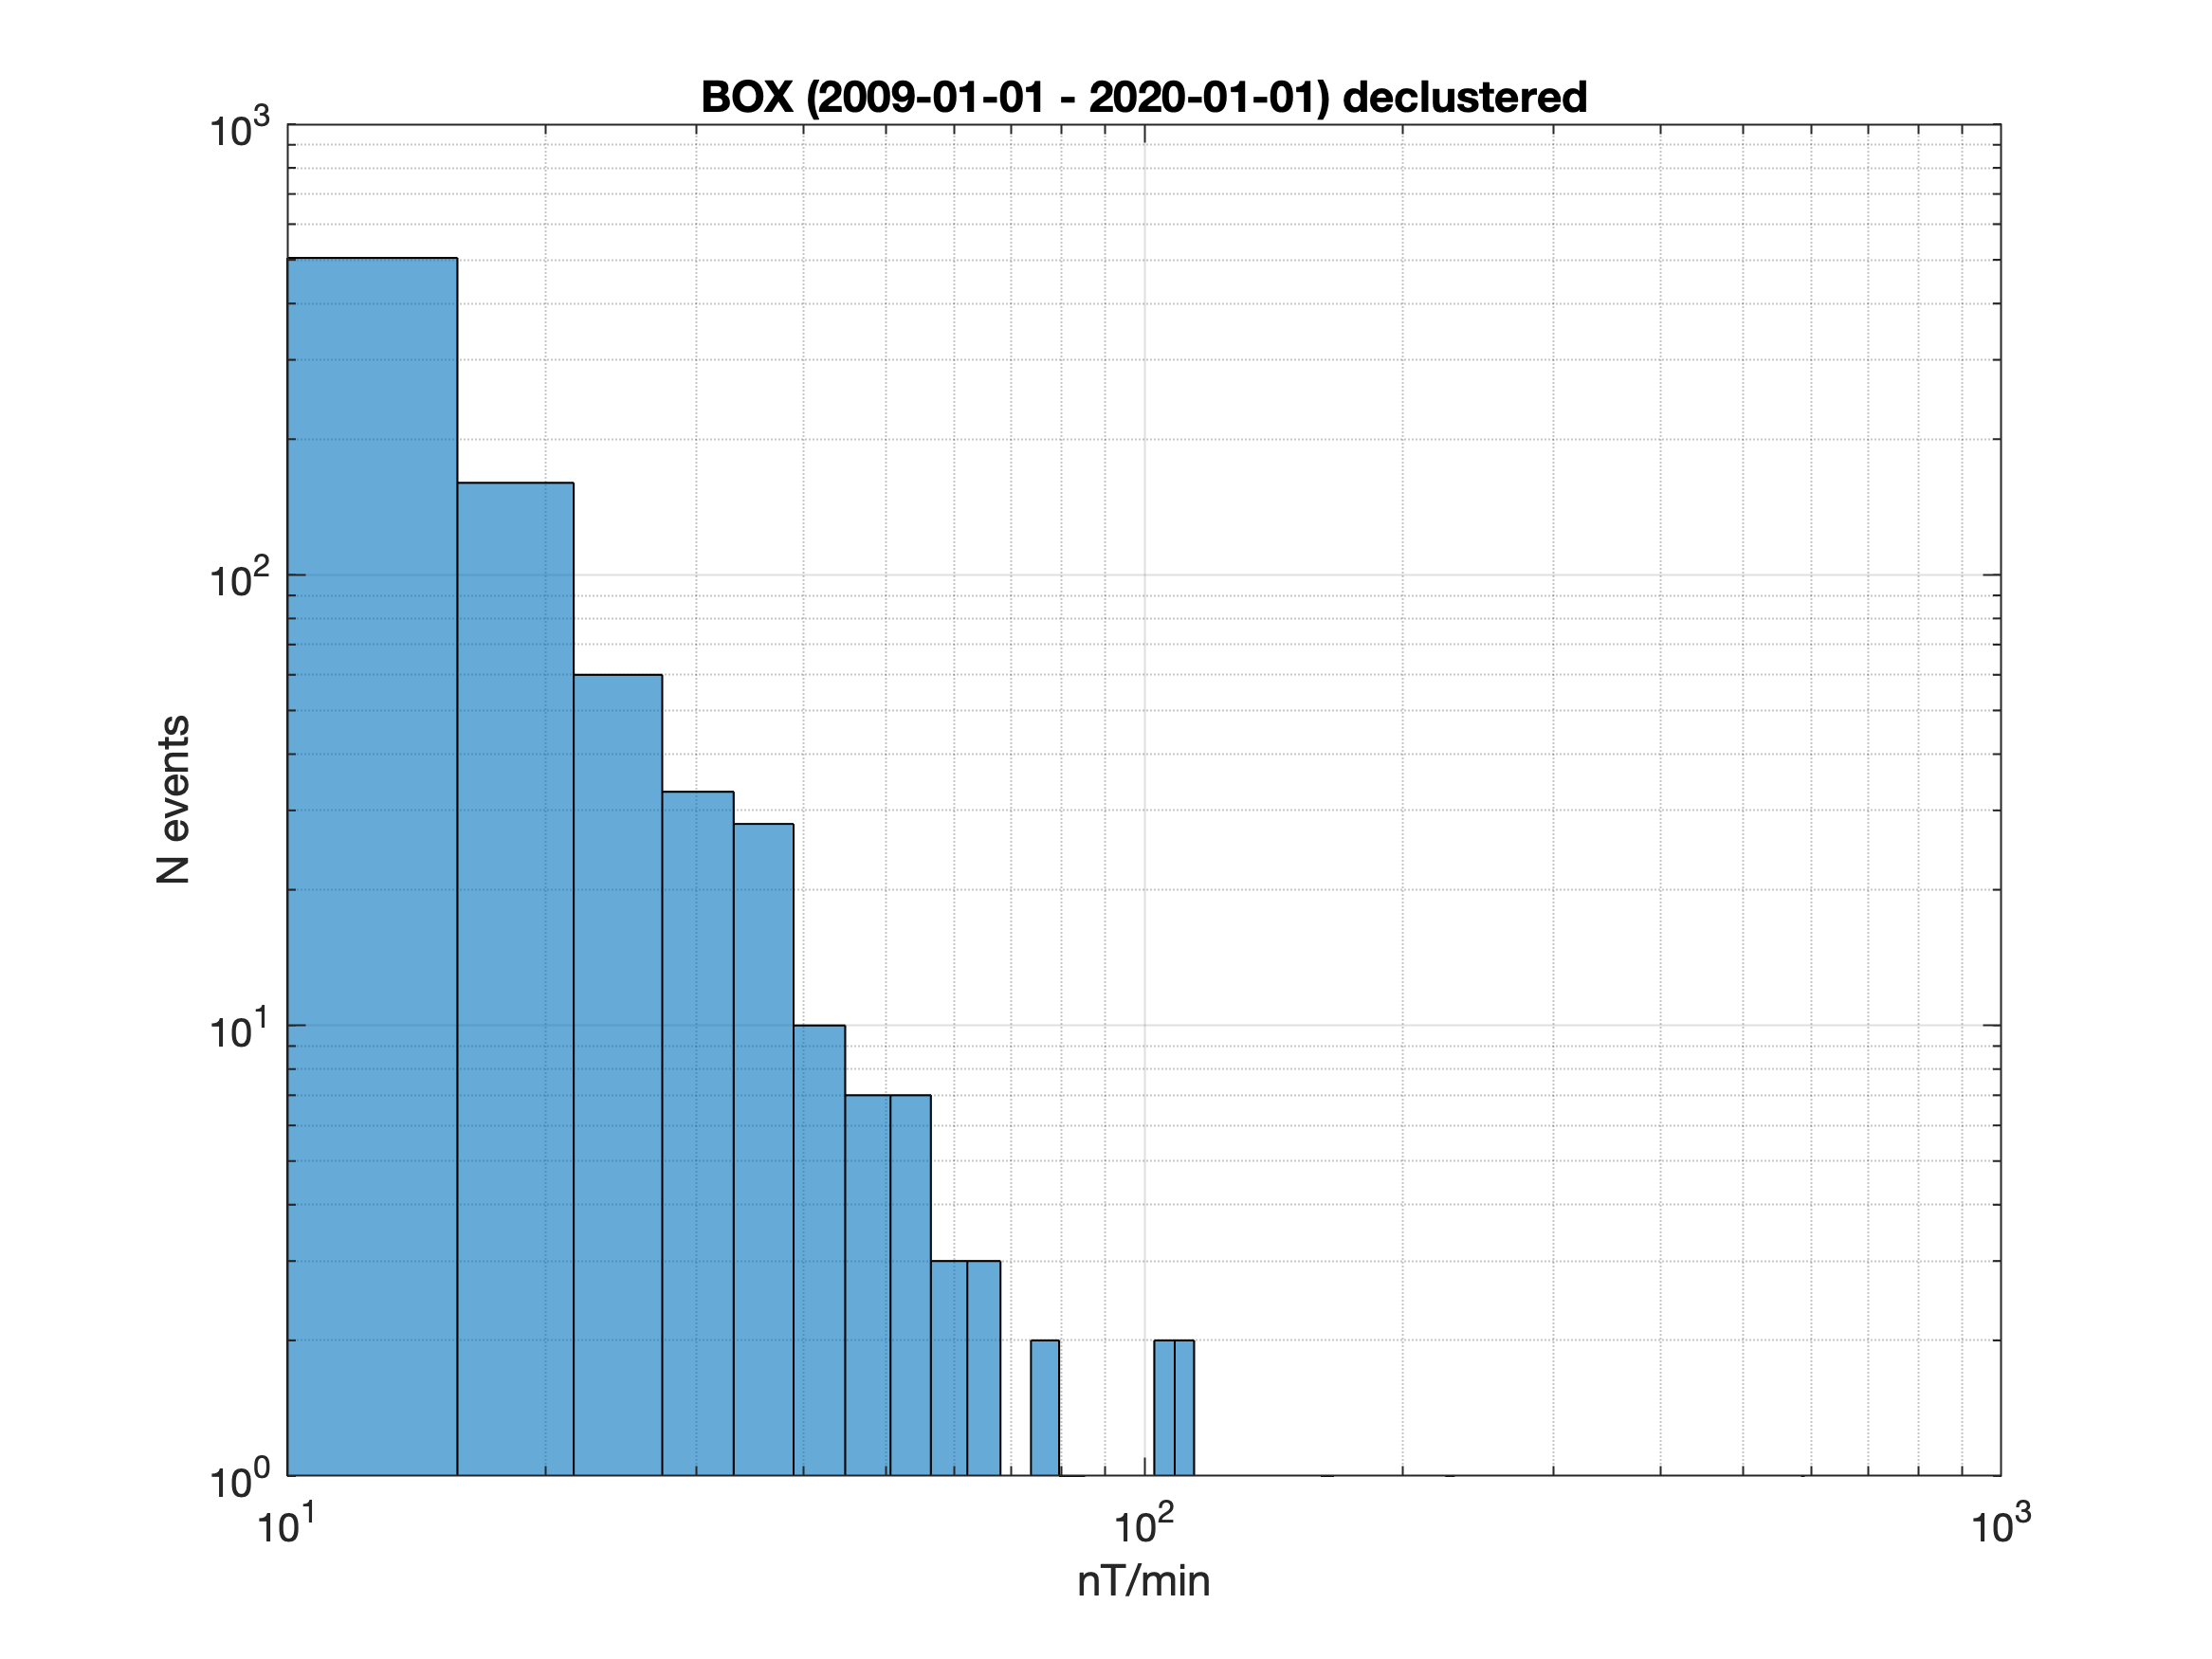 BOX (2009-01-01 - 2020-01-01) declustered
10³
10²
10¹
10⁰
N events
10¹ 10² 10³
nT/min